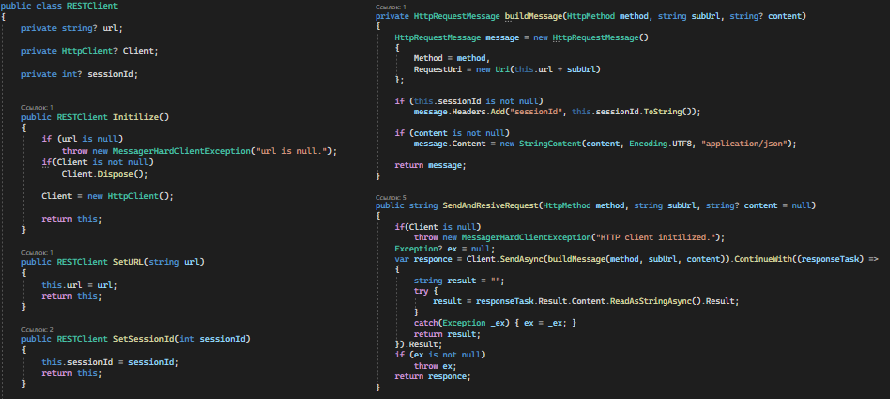 public class RESTClient
{
private string? url;
private HttpClient? Client;
private int? sessionId;
Ссылок: 1
public RESTClient Initilize()
{
if (url is null)
throw new MessagerHardClientException("url is null.");
if(Client is not null)
Client.Dispose();
Client = new HttpClient();
return this;
}
Ссылок: 1
public RESTClient SetURL(string url)
{
this.url = url;
return this;
}
Ссылок: 2
public RESTClient SetSessionId(int sessionId)
{
this.sessionId = sessionId;
return this;
}
Ссылок: 1
private HttpRequestMessage buildMessage(HttpMethod method, string subUrl, string? content)
{
HttpRequestMessage message = new HttpRequestMessage()
{
Method = method,
RequestUri = new Uri(this.url + subUrl)
};
if (this.sessionId is not null)
message.Headers.Add("sessionId", this.sessionId.ToString());
if (content is not null)
message.Content = new StringContent(content, Encoding.UTF8, "application/json");
return message;
}
Ссылок: 5
public string SendAndResiveRequest(HttpMethod method, string subUrl, string? content = null)
{
if(Client is null)
throw new MessagerHardClientException("HTTP client initilized.");
Exception? ex = null;
var responce = Client.SendAsync(buildMessage(method, subUrl, content)).ContinueWith((responseTask) =>
{
string result = "";
try {
result = responseTask.Result.Content.ReadAsStringAsync().Result;
}
catch(Exception _ex) { ex = _ex; }
return result;
}).Result;
if (ex is not null)
throw ex;
return responce;
}